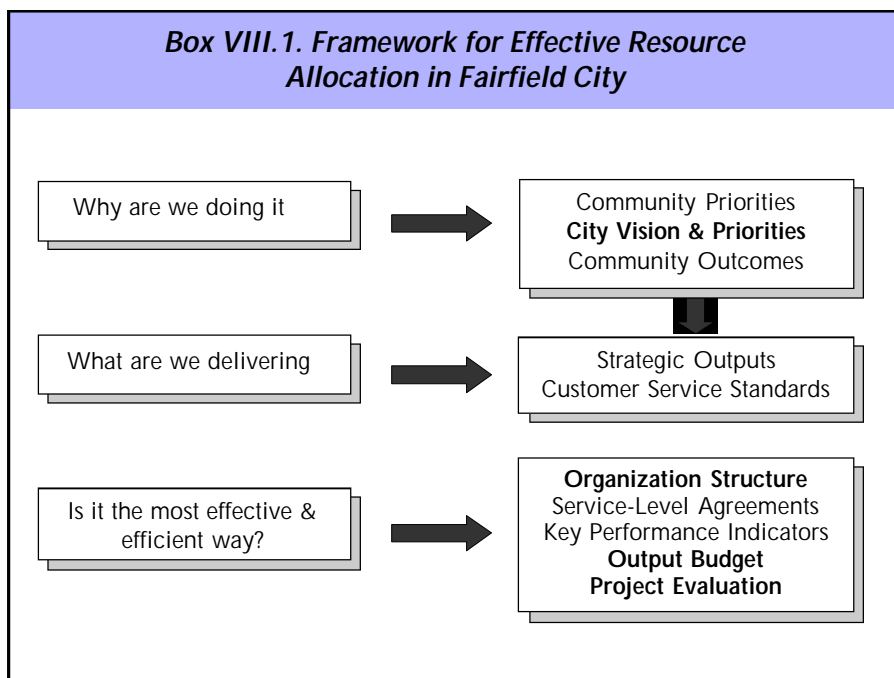 Box VIII.1. Framework for Effective Resource
Allocation in Fairfield City
Why are we doing it
Community Priorities
City Vision & Priorities
Community Outcomes
What are we delivering
Strategic Outputs
Customer Service Standards
Is it the most effective &
efficient way?
Organization Structure
Service-Level Agreements
Key Performance Indicators
Output Budget
Project Evaluation